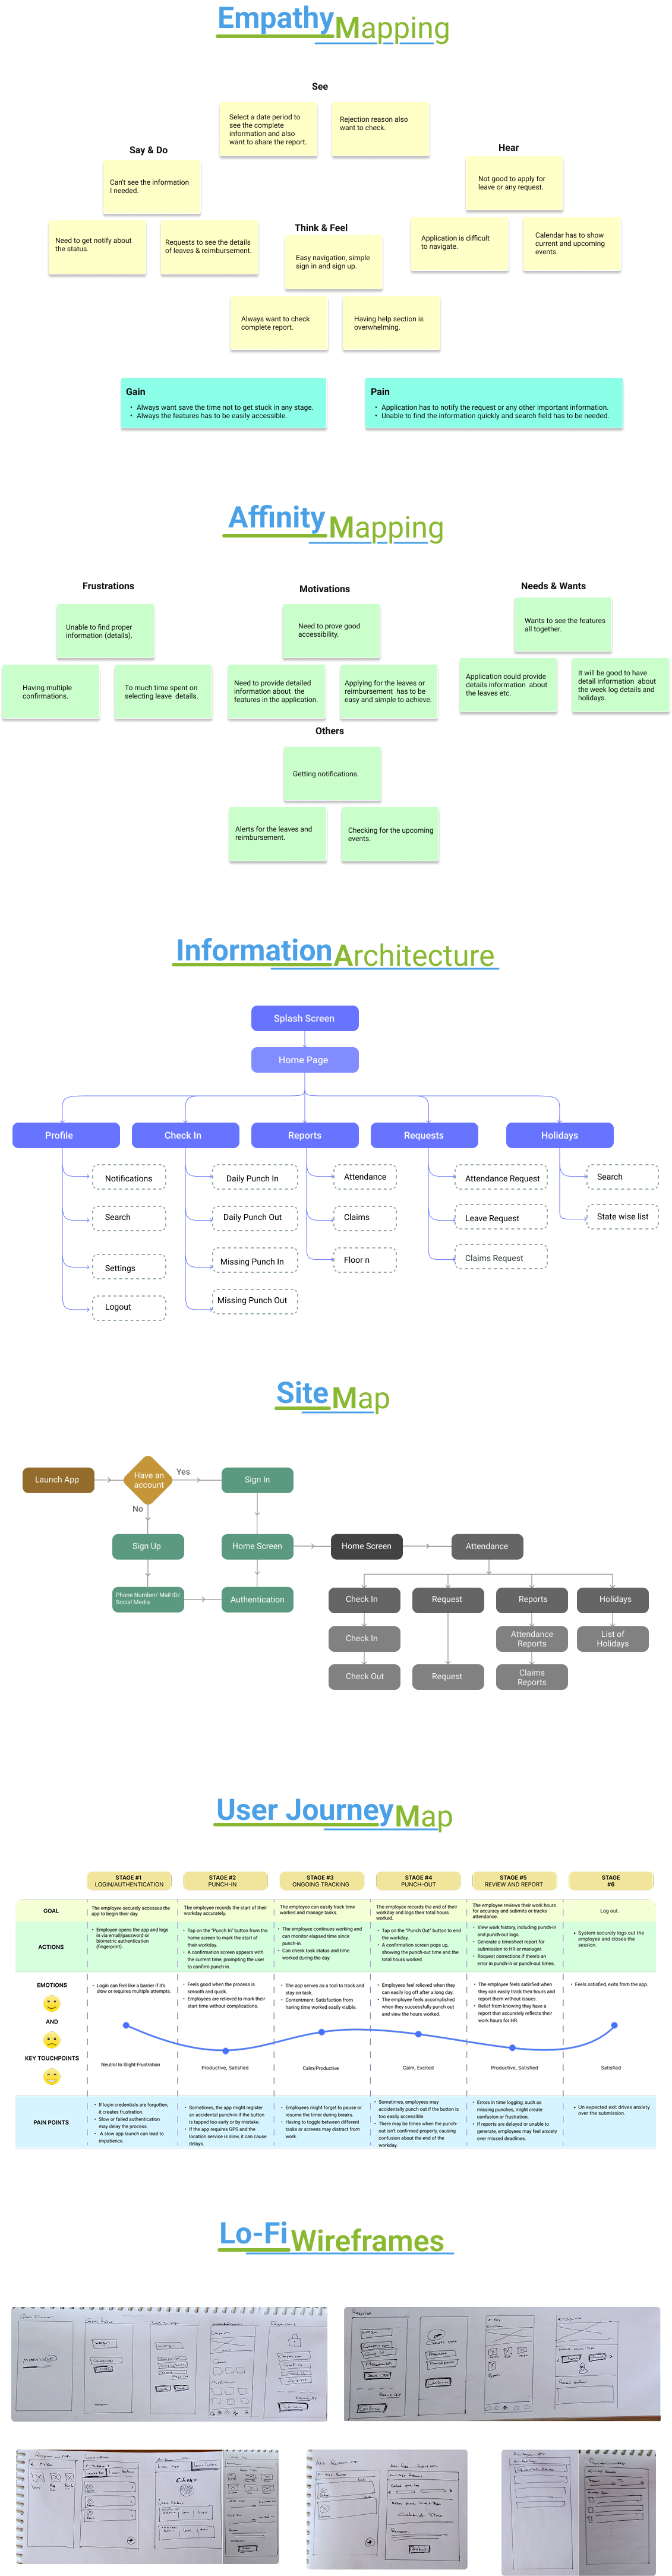 Empathy Mapping
See
Select a date period to
see the complete
information and also
want to share the report.
Rejection reason also
want to check.
Say & Do
Can't see the information
I needed.
Need to get notify about
the status.
Requests to see the details
of leaves & reimbursement.
Hear
Not good to apply for
leave or any request.
Application is difficult
to navigate.
Calendar has to show
current and upcoming
events.
Think & Feel
Easy navigation, simple
sign in and sign up.
Always want to check
complete report.
Having help section is
overwhelming.
Gain
• Always want save the time not to get stuck in any stage.
• Always the features has to be easily accessible.
Pain
• Application has to notify the request or any other important information.
• Unable to find the information quickly and search field has to be needed.
Affinity Mapping
Frustrations
Unable to find proper
information (details).
Having multiple
confirmations.
To much time spent on
selecting leave details.
Motivations
Need to prove good
accessibility.
Need to provide detailed
information about the
features in the application.
Applying for the leaves or
reimbursement has to be
easy and simple to achieve.
Needs & Wants
Wants to see the features
all together.
Application could provide
details information about
the leaves etc.
It will be good to have
detail information about
the week log details and
holidays.
Others
Getting notifications.
Alerts for the leaves and
reimbursement.
Checking for the upcoming
events.
Information Architecture
Splash Screen
Home Page
Profile
Check In
Reports
Requests
Holidays
Notifications
Search
Settings
Logout
Daily Punch In
Daily Punch Out
Missing Punch In
Missing Punch Out
Attendance
Claims
Floor n
Attendance Request
Leave Request
Claims Request
Search
State wise list
Site Map
Launch App
Have an
account
Yes
No
Sign In
Sign Up
Home Screen
Phone Number/ Mail ID/
Social Media
Authentication
Home Screen
Attendance
Check In
Request
Reports
Holidays
Check In
Attendance
Reports
List of
Holidays
Check Out
Request
Claims
Reports
User Journey Map
STAGE #1
LOGIN/AUTHENTICATION
STAGE #2
PUNCH-IN
STAGE #3
ONGOING TRACKING
STAGE #4
PUNCH-OUT
STAGE #5
REVIEW AND REPORT
STAGE
#6
GOAL
The employee securely accesses the
app to begin their day.
The employee records the start of their
workday accurately.
The employee can easily track time
worked and manage tasks.
The employee records the end of their
workday and logs their total hours
worked.
The employee reviews their work hours
for accuracy and submits or tracks
attendance.
Log out.
ACTIONS
• Employee opens the app and logs
in via email/password or
biometric authentication
(fingerprint).
• Tap on the "Punch In" button from the
home screen to mark the start of
their workday.
• A confirmation screen appears with
the current time, prompting the user
to confirm punch-in.
• The employee continues working and
can monitor elapsed time since
punch-in.
• Can check task status and time
worked during the day.
• Tap on the "Punch Out" button to end
the workday.
• A confirmation screen pops up,
showing the punch-out time and the
total hours worked.
• View work history, including punch-in
and punch-out logs.
• Generate a timesheet report for
submission to HR or manager.
• Request corrections if there's an
error in punch-in or punch-out times.
• System securely logs out the
employee and closes the
session.
EMOTIONS
AND
KEY TOUCHPOINTS
• Login can feel like a barrier if it's
slow or requires multiple attempts.
• Feels good when the process is
smooth and quick.
• Employees are relieved to mark their
start time without complications.
• The app serves as a tool to track and
stay on task.
• Contentment: Satisfaction from
having time worked easily visible.
• Employees feel relieved when they
can easily log off after a long day.
• The employee feels accomplished
when they successfully punch out
and view the hours worked.
• The employee feels satisfied when
they can easily track their hours and
report them without issues.
• Relief from knowing they have a
report that accurately reflects their
work hours for HR.
• Feels satisfied, exits from the app.
Neutral to Slight Frustration
Productive, Satisfied
Calm/Productive
Calm, Excited
Productive, Satisfied
Satisfied
PAIN POINTS
• If login credentials are forgotten,
it creates frustration.
• Slow or failed authentication
may delay the process.
• A slow app launch can lead to
impatience.
• Sometimes, the app might register
an accidental punch-in if the button
is tapped too early or by mistake.
• If the app requires GPS and the
location service is slow, it can cause
delays.
• Employees might forget to pause or
resume the timer during breaks.
• Having to toggle between different
tasks or screens may distract from
work.
• Sometimes, employees may
accidentally punch out if the button is
too easily accessible.
• There may be times when the punch-
out isn't confirmed properly, causing
confusion about the end of the
workday.
• Errors in time logging, such as
missing punches, might create
confusion or frustration.
• If reports are delayed or unable to
generate, employees may feel anxiety
over missed deadlines.
• Un expected exit drives anxiety
over the submission.
Lo-Fi Wireframes